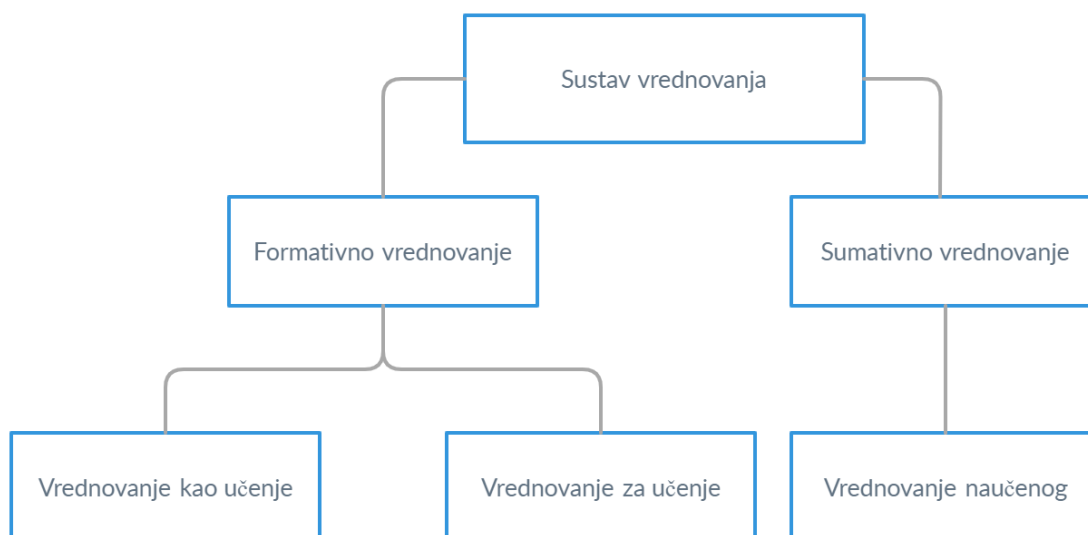 Sustav vrednovanja
Formativno vrednovanje
Sumativno vrednovanje
Vrednovanje kao učenje
Vrednovanje za učenje
Vrednovanje naučenog